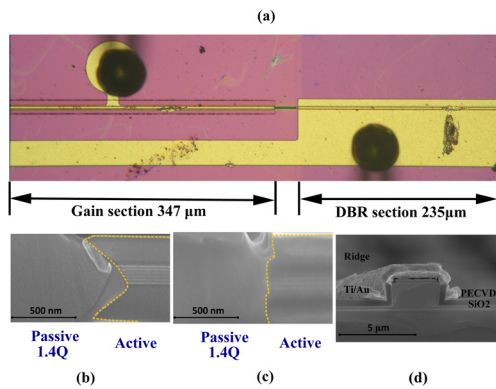 (a)
Gain section 347 µm
DBR section 235µm
500 nm
Passive
1.4Q
Active
(b)
500 nm
Passive
1.4Q
Active
(c)
Ridge
Ti/Au
PECVD
SiO2
5 µm
(d)